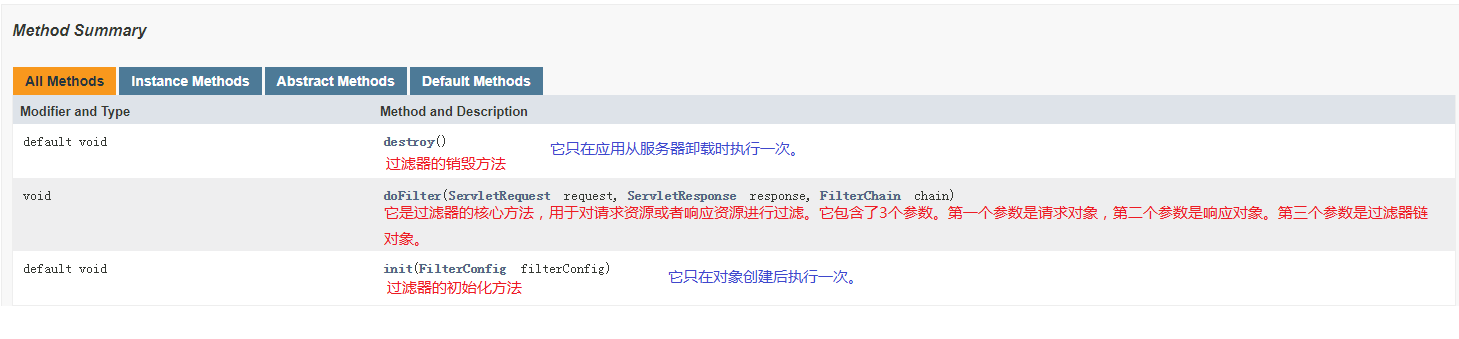 Method Summary
All Methods Instance Methods Abstract Methods Default Methods
Modifier and Type Method and Description
default void destroy() 它只在应用从服务器卸载时执行一次。
过滤器的销毁方法
void doFilter(ServletRequest request, ServletResponse response, FilterChain chain)
它是过滤器的核心方法，用于对请求资源或者响应资源进行过滤。它包含了3个参数。第一个参数是请求对象，第二个参数是响应对象。第三个参数是过滤器链
对象。
default void init(FilterConfig filterConfig) 它只在对象创建后执行一次。
过滤器的初始化方法